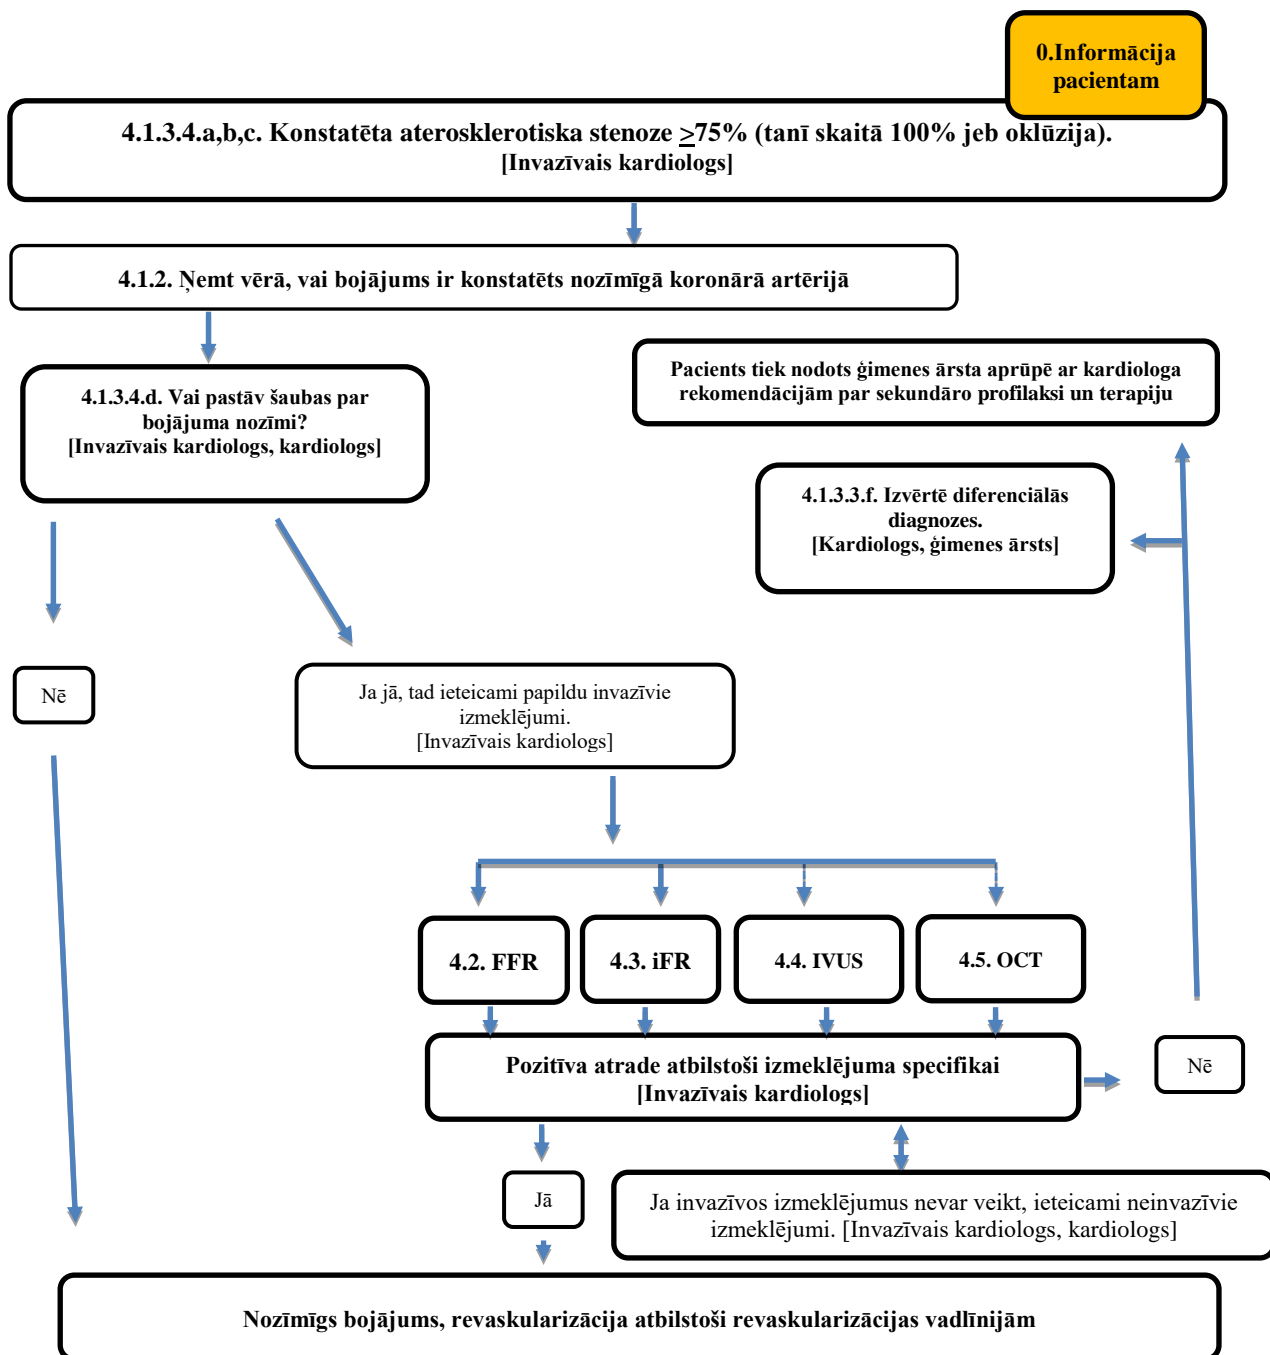 0.Informācija
pacientam
4.1.3.4.a,b,c. Konstatēta aterosklerotiska stenoze ≥75% (tanī skaitā 100% jeb oklūzija).
[Invazīvais kardiologs]
4.1.2. Ņemt vērā, vai bojājums ir konstatēts nozīmīgā koronārā artērijā
4.1.3.4.d. Vai pastāv šaubas par
bojājuma nozīmi?
[Invazīvais kardiologs, kardiologs]
Pacients tiek nodots ģimenes ārsta aprūpē ar kardiologa
rekomendācijām par sekundāro profilaksi un terapiju
4.1.3.3.f. Izvērtē diferenciālās
diagnozes.
[Kardiologs, ģimenes ārsts]
Nē
Ja jā, tad ieteicami papildu invazīvie
izmeklējumi.
[Invazīvais kardiologs]
4.2. FFR
4.3. iFR
4.4. IVUS
4.5. OCT
Pozitīva atrade atbilstoši izmeklējuma specifikai
[Invazīvais kardiologs]
Nē
Jā
Ja invazīvos izmeklējumus nevar veikt, ieteicami neinvazīvie
izmeklējumi. [Invazīvais kardiologs, kardiologs]
Nozīmīgs bojājums, revaskularizācija atbilstoši revaskularizācijas vadlīnijām